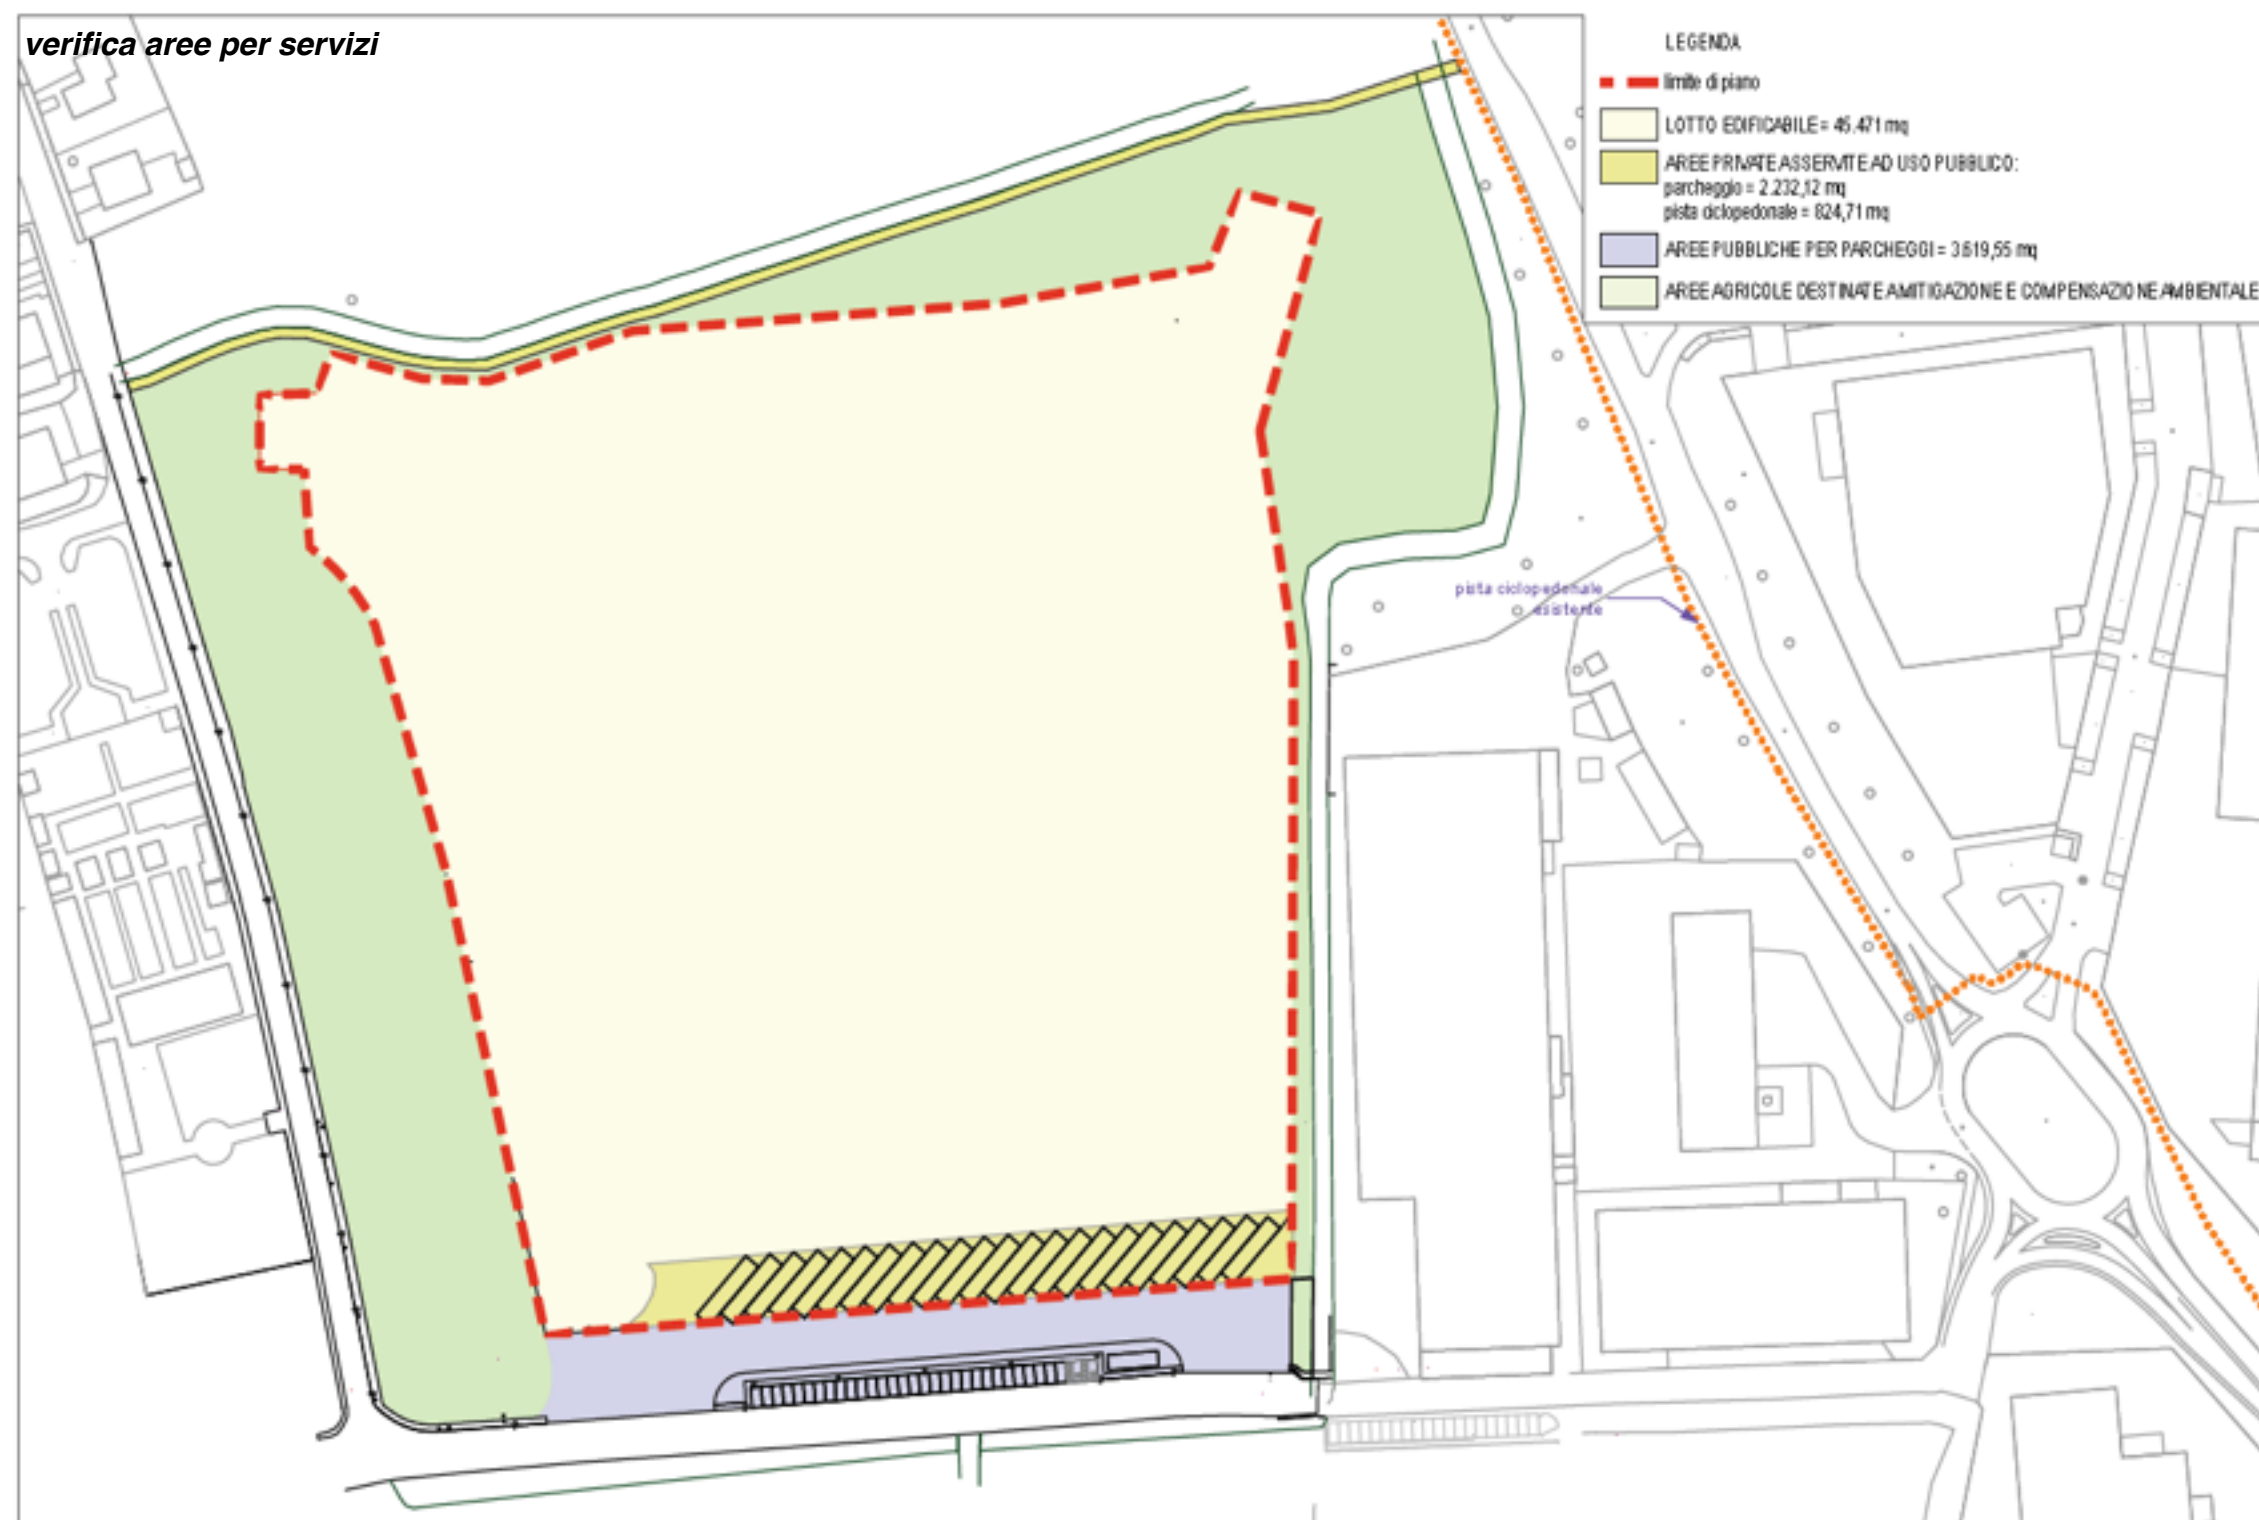 verifica aree per servizi
LEGENDA
limite di piano
LOTTO EDIFICABILE = 46.471 mq
AREE PRIVATE ASSERVITE AD USO PUBBLICO:
parcheggio = 2.232,12 mq
pista ciclopedonale = 824,71 mq
AREE PUBBLICHE PER PARCHEGGI = 3.619,55 mq
AREE AGRICOLE DESTINATE A MITIGAZIONE E COMPENSAZIONE AMBIENTALE
pista ciclopedonale
esistente